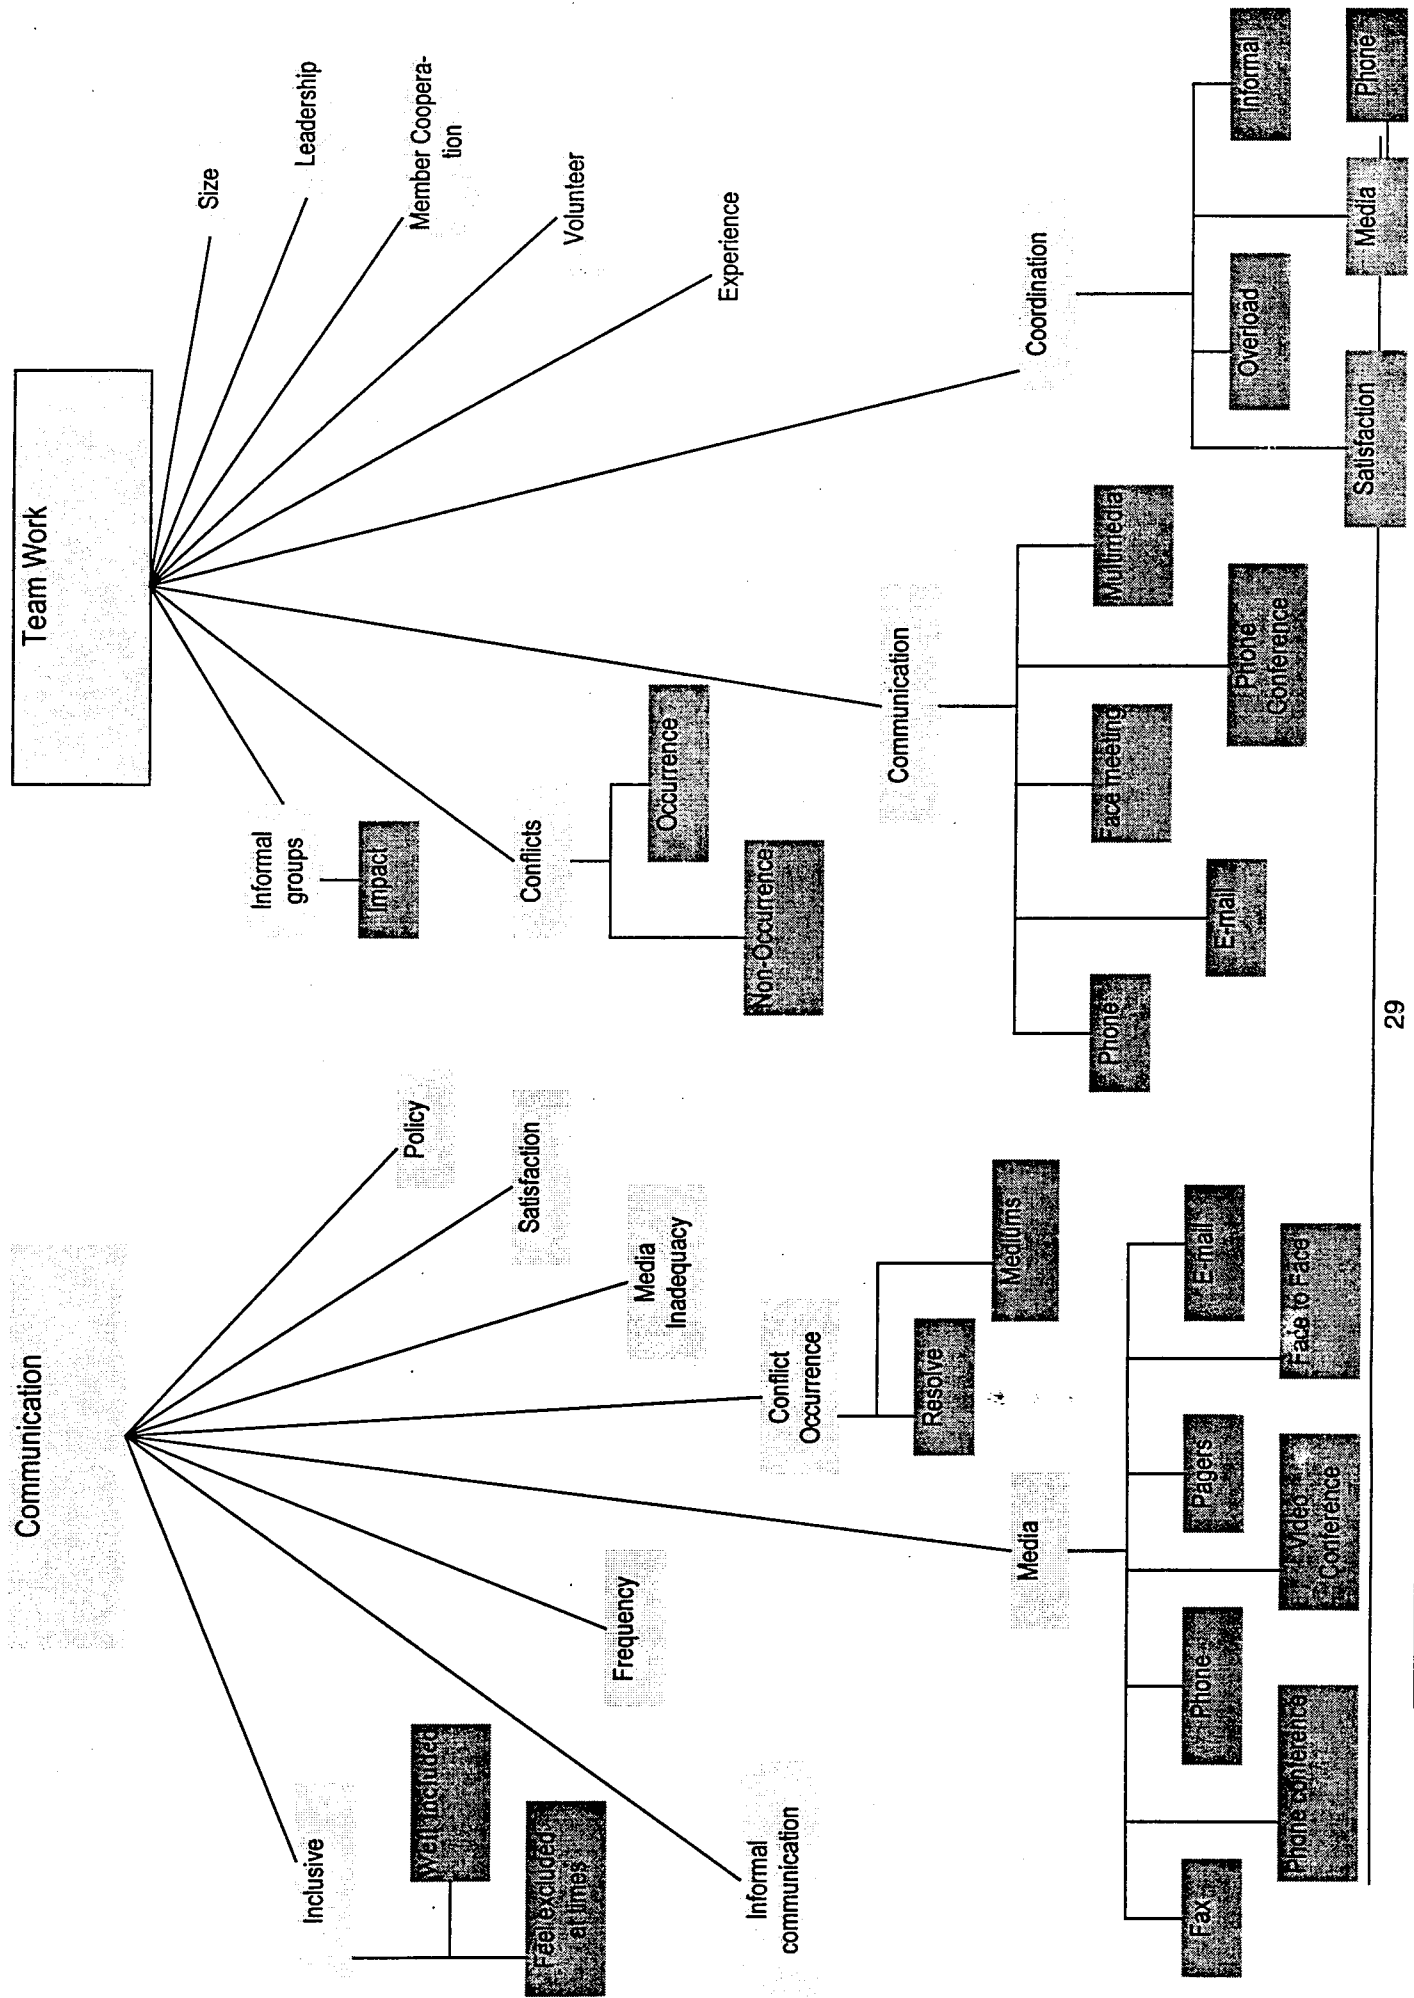 Communication
Inclusive
Well included
Feel excluded
at times
Informal
communication
Frequency
Media
Fax
Phone conference
Phone
Video
Conference
Pagers
Face to Face
E-mail
Conflict
Occurrence
Resolve
Mediums
Media
Inadequacy
Satisfaction
Policy
Team Work
Informal
groups
Impact
Conflicts
Non-Occurrence
Occurrence
Communication
Phone
E-mail
Face meeting
Phone
Conference
Multimedia
Coordination
Satisfaction
Overload
Media
Informal
Phone
Experience
Volunteer
Member Coopera-
tion
Leadership
Size
29